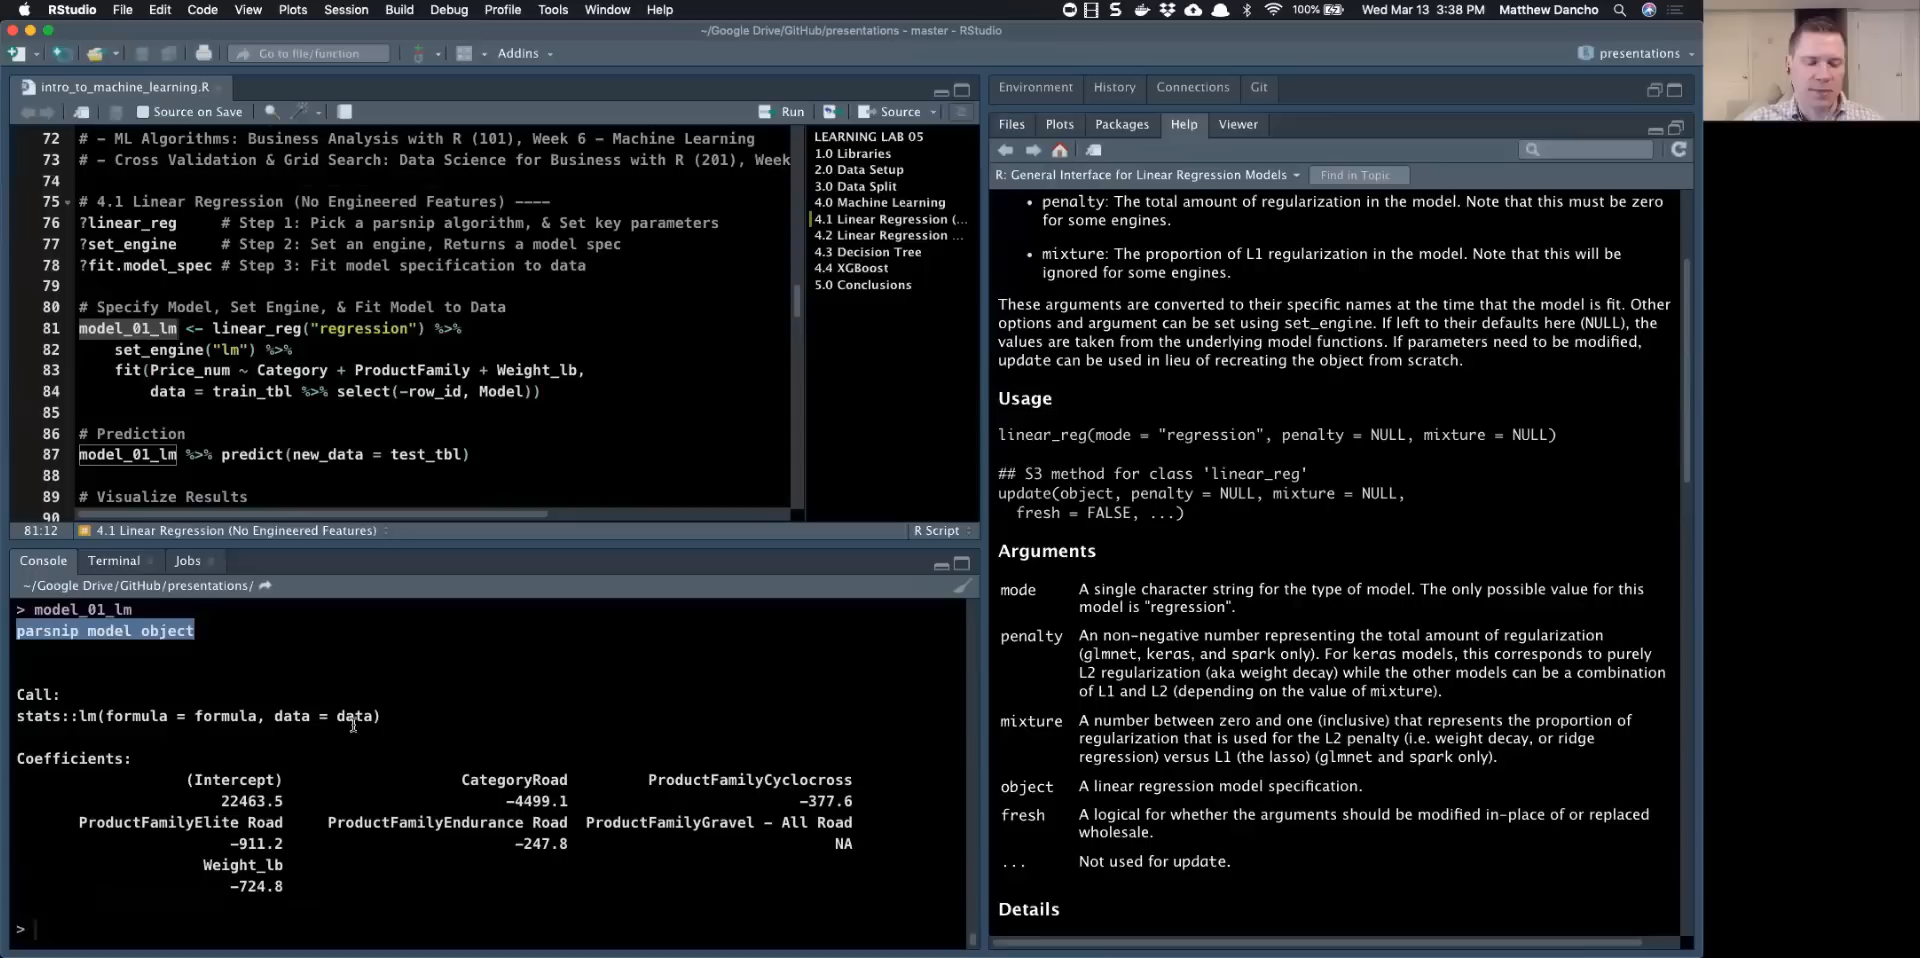 RStudio File Edit Code View Plots Session Build Debug Profile Tools Window Help
100% Wed Mar 13 3:38 PM Matthew Dancho
~/Google Drive/GitHub/presentations - master - RStudio
Go to file/function
Addins
presentations
intro_to_machine_learning.R
Source on Save
Run
Source
72 # - ML Algorithms: Business Analysis with R (101), Week 6 - Machine Learning
73 # - Cross Validation & Grid Search: Data Science for Business with R (201), Week
74
75 # 4.1 Linear Regression (No Engineered Features) ----
76 ?linear_reg # Step 1: Pick a parsnip algorithm, & Set key parameters
77 ?set_engine # Step 2: Set an engine, Returns a model spec
78 ?fit.model_spec # Step 3: Fit model specification to data
79
80 # Specify Model, Set Engine, & Fit Model to Data
81 model_01_lm <- linear_reg("regression") %>%
82 set_engine("lm") %>%
83 fit(Price_num ~ Category + ProductFamily + Weight_lb,
84 data = train_tbl %>% select(-row_id, Model))
85
86 # Prediction
87 model_01_lm %>% predict(new_data = test_tbl)
88
89 # Visualize Results
90
LEARNING LAB 05
1.0 Libraries
2.0 Data Setup
3.0 Data Split
4.0 Machine Learning
4.1 Linear Regression (...
4.2 Linear Regression ...
4.3 Decision Tree
4.4 XGBoost
5.0 Conclusions
81:12 4.1 Linear Regression (No Engineered Features) R Script
Console Terminal Jobs
~/Google Drive/GitHub/presentations/
> model_01_lm
parsnip model object
Call:
stats::lm(formula = formula, data = data)
Coefficients:
(Intercept) CategoryRoad ProductFamilyCyclocross
22463.5 -4499.1 -377.6
ProductFamilyElite Road ProductFamilyEndurance Road ProductFamilyGravel - All Road
-911.2 -247.8 NA
Weight_lb
-724.8
>
Environment History Connections Git
Files Plots Packages Help Viewer
R: General Interface for Linear Regression Models Find in Topic
• penalty: The total amount of regularization in the model. Note that this must be zero
for some engines.
• mixture: The proportion of L1 regularization in the model. Note that this will be
ignored for some engines.
These arguments are converted to their specific names at the time that the model is fit. Other
options and argument can be set using set_engine. If left to their defaults here (NULL), the
values are taken from the underlying model functions. If parameters need to be modified,
update can be used in lieu of recreating the object from scratch.
Usage
linear_reg(mode = "regression", penalty = NULL, mixture = NULL)
## S3 method for class 'linear_reg'
update(object, penalty = NULL, mixture = NULL,
fresh = FALSE, ...)
Arguments
mode A single character string for the type of model. The only possible value for this
model is "regression".
penalty An non-negative number representing the total amount of regularization
(glmnet, keras, and spark only). For keras models, this corresponds to purely
L2 regularization (aka weight decay) while the other models can be a combination
of L1 and L2 (depending on the value of mixture).
mixture A number between zero and one (inclusive) that represents the proportion of
regularization that is used for the L2 penalty (i.e. weight decay, or ridge
regression) versus L1 (the lasso) (glmnet and spark only).
object A linear regression model specification.
fresh A logical for whether the arguments should be modified in-place of or replaced
wholesale.
... Not used for update.
Details